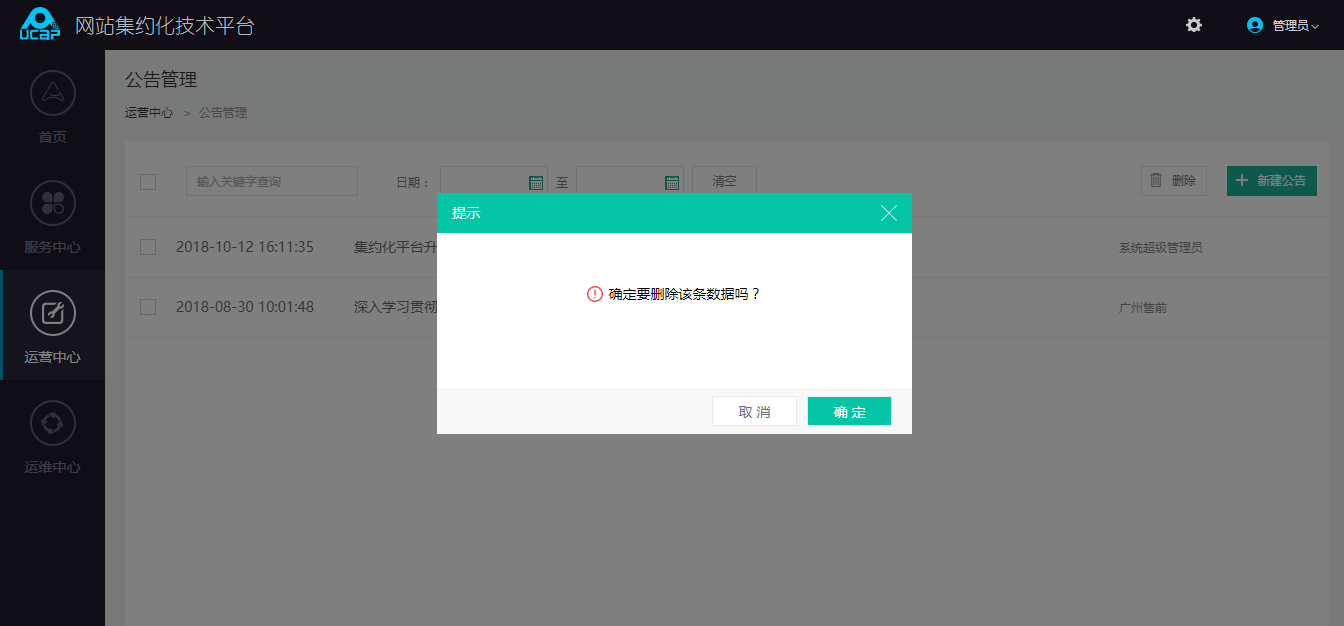 UCAP 网站集约化技术平台 管理员
首页
服务中心
运营中心
运维中心
公告管理
运营中心 > 公告管理
输入关键字查询 日期： 至 清空 删除 + 新建公告
2018-10-12 16:11:35 集约化平台升 系统超级管理员
2018-08-30 10:01:48 深入学习贯彻 广州售前
提示
确定要删除该条数据吗？
取消 确定